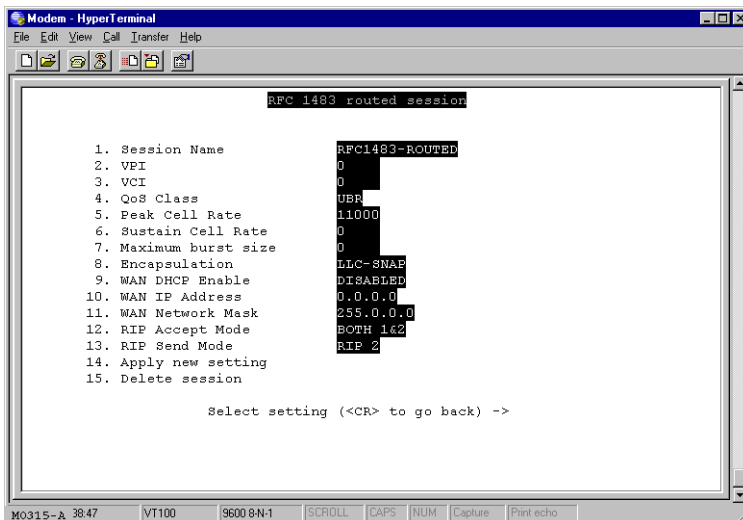 Modem - HyperTerminal
File Edit View Call Transfer Help
RFC 1483 routed session
1. Session Name RFC1483-ROUTED
2. VPI 0
3. VCI 0
4. QoS Class UBR
5. Peak Cell Rate 11000
6. Sustain Cell Rate 0
7. Maximum burst size 0
8. Encapsulation LLC-SNAP
9. WAN DHCP Enable DISABLED
10. WAN IP Address 0.0.0.0
11. WAN Network Mask 255.0.0.0
12. RIP Accept Mode BOTH 1&2
13. RIP Send Mode RIP 2
14. Apply new setting
15. Delete session
Select setting (<CR> to go back) ->
M0315-A 38:47 VT100 9600 8-N-1 SCROLL CAPS NUM Capture Print echo